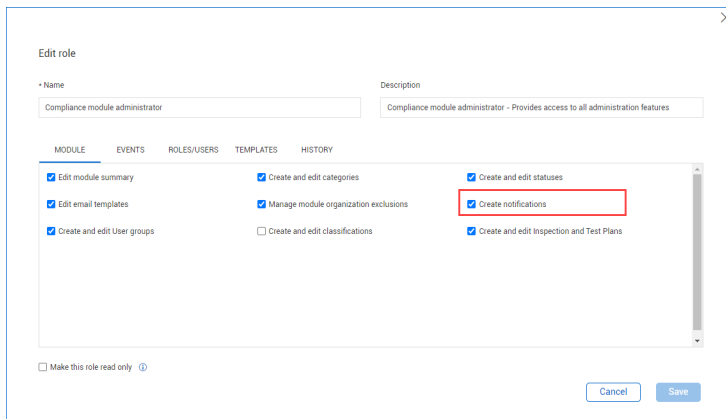 Edit role
* Name
Description
Compliance module administrator
Compliance module administrator - Provides access to all administration features
MODULE EVENTS ROLES/USERS TEMPLATES HISTORY
Edit module summary
Create and edit categories
Create and edit statuses
Edit email templates
Manage module organization exclusions
Create notifications
Create and edit User groups
Create and edit classifications
Create and edit Inspection and Test Plans
Make this role read only
Cancel
Save